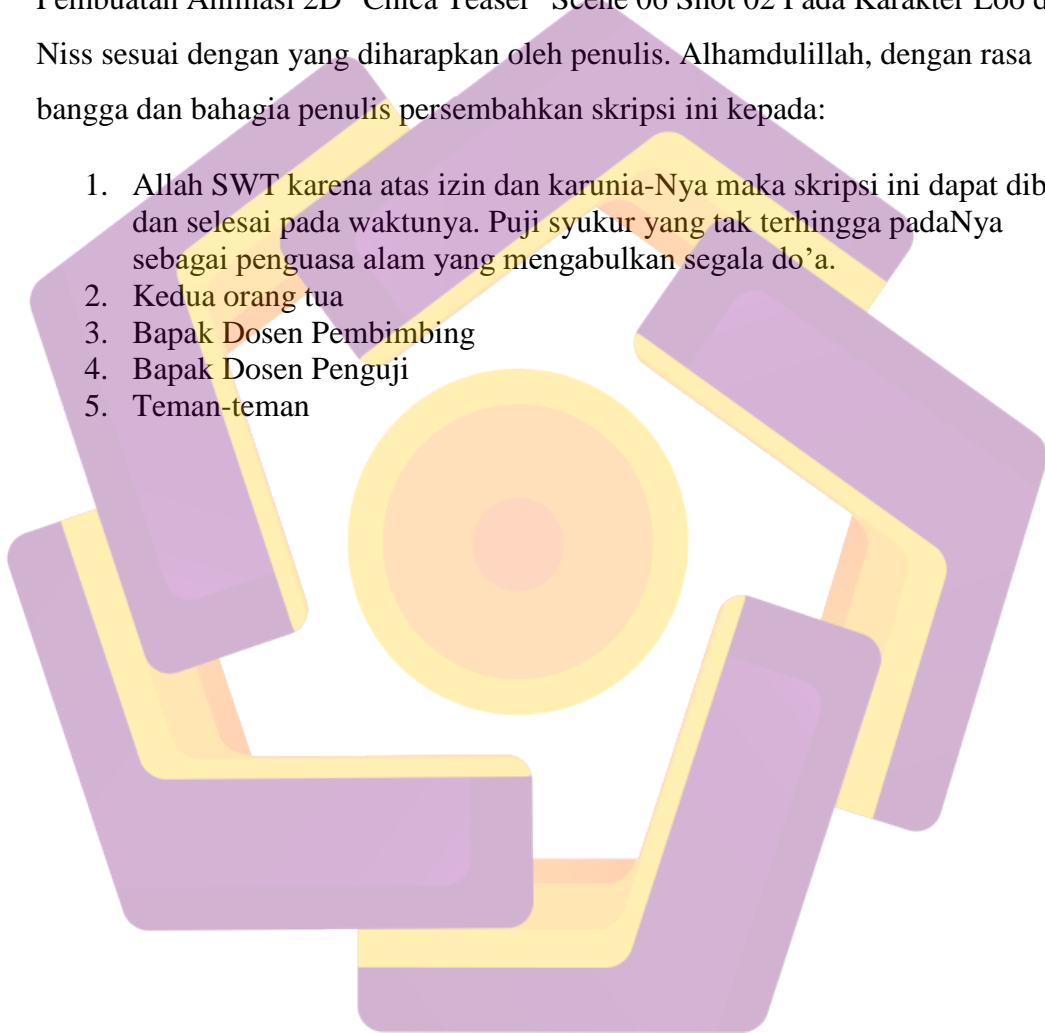 Pembuatan Animasi 2D "Chica Teaser" Scene 06 Shot 02 Pada Karakter Loo d
Niss sesuai dengan yang diharapkan oleh penulis. Alhamdulillah, dengan rasa
bangga dan bahagia penulis persembahkan skripsi ini kepada:
1. Allah SWT karena atas izin dan karunia-Nya maka skripsi ini dapat dib
dan selesai pada waktunya. Puji syukur yang tak terhingga padaNya
sebagai penguasa alam yang mengabulkan segala do’a.
2. Kedua orang tua
3. Bapak Dosen Pembimbing
4. Bapak Dosen Penguji
5. Teman-teman